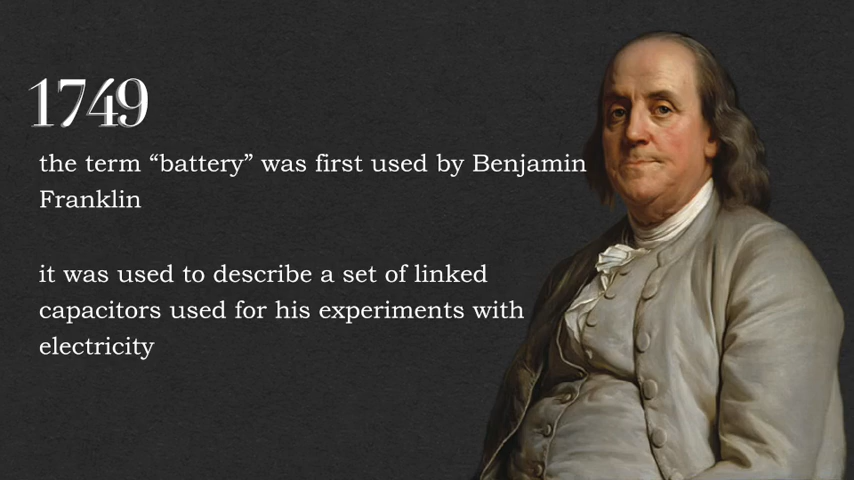 1749
the term “battery” was first used by Benjamin
Franklin
it was used to describe a set of linked
capacitors used for his experiments with
electricity